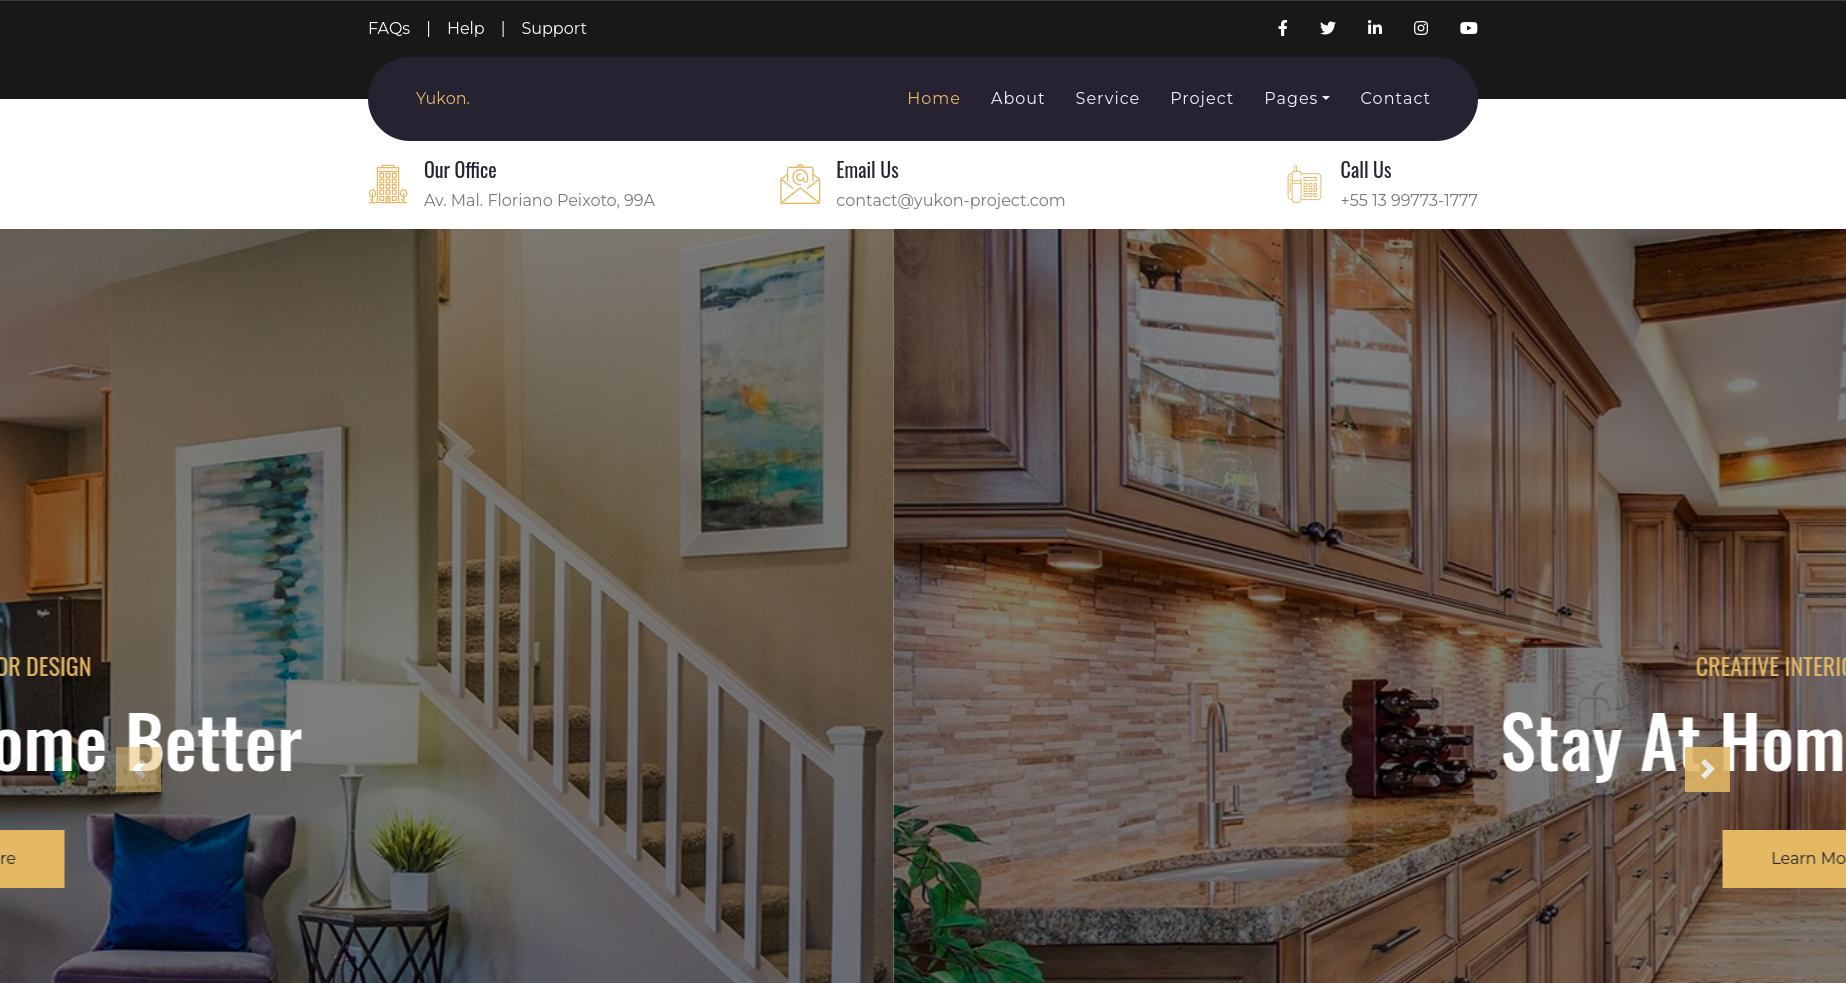 FAQs | Help | Support
Yukon.
Home About Service Project Pages Contact
Our Office
Av. Mal. Floriano Peixoto, 99A
Email Us
contact@yukon-project.com
Call Us
+55 13 99773-1777
OR DESIGN
ome Better
re
CREATIVE INTERIO
Stay At Hom
Learn Mo